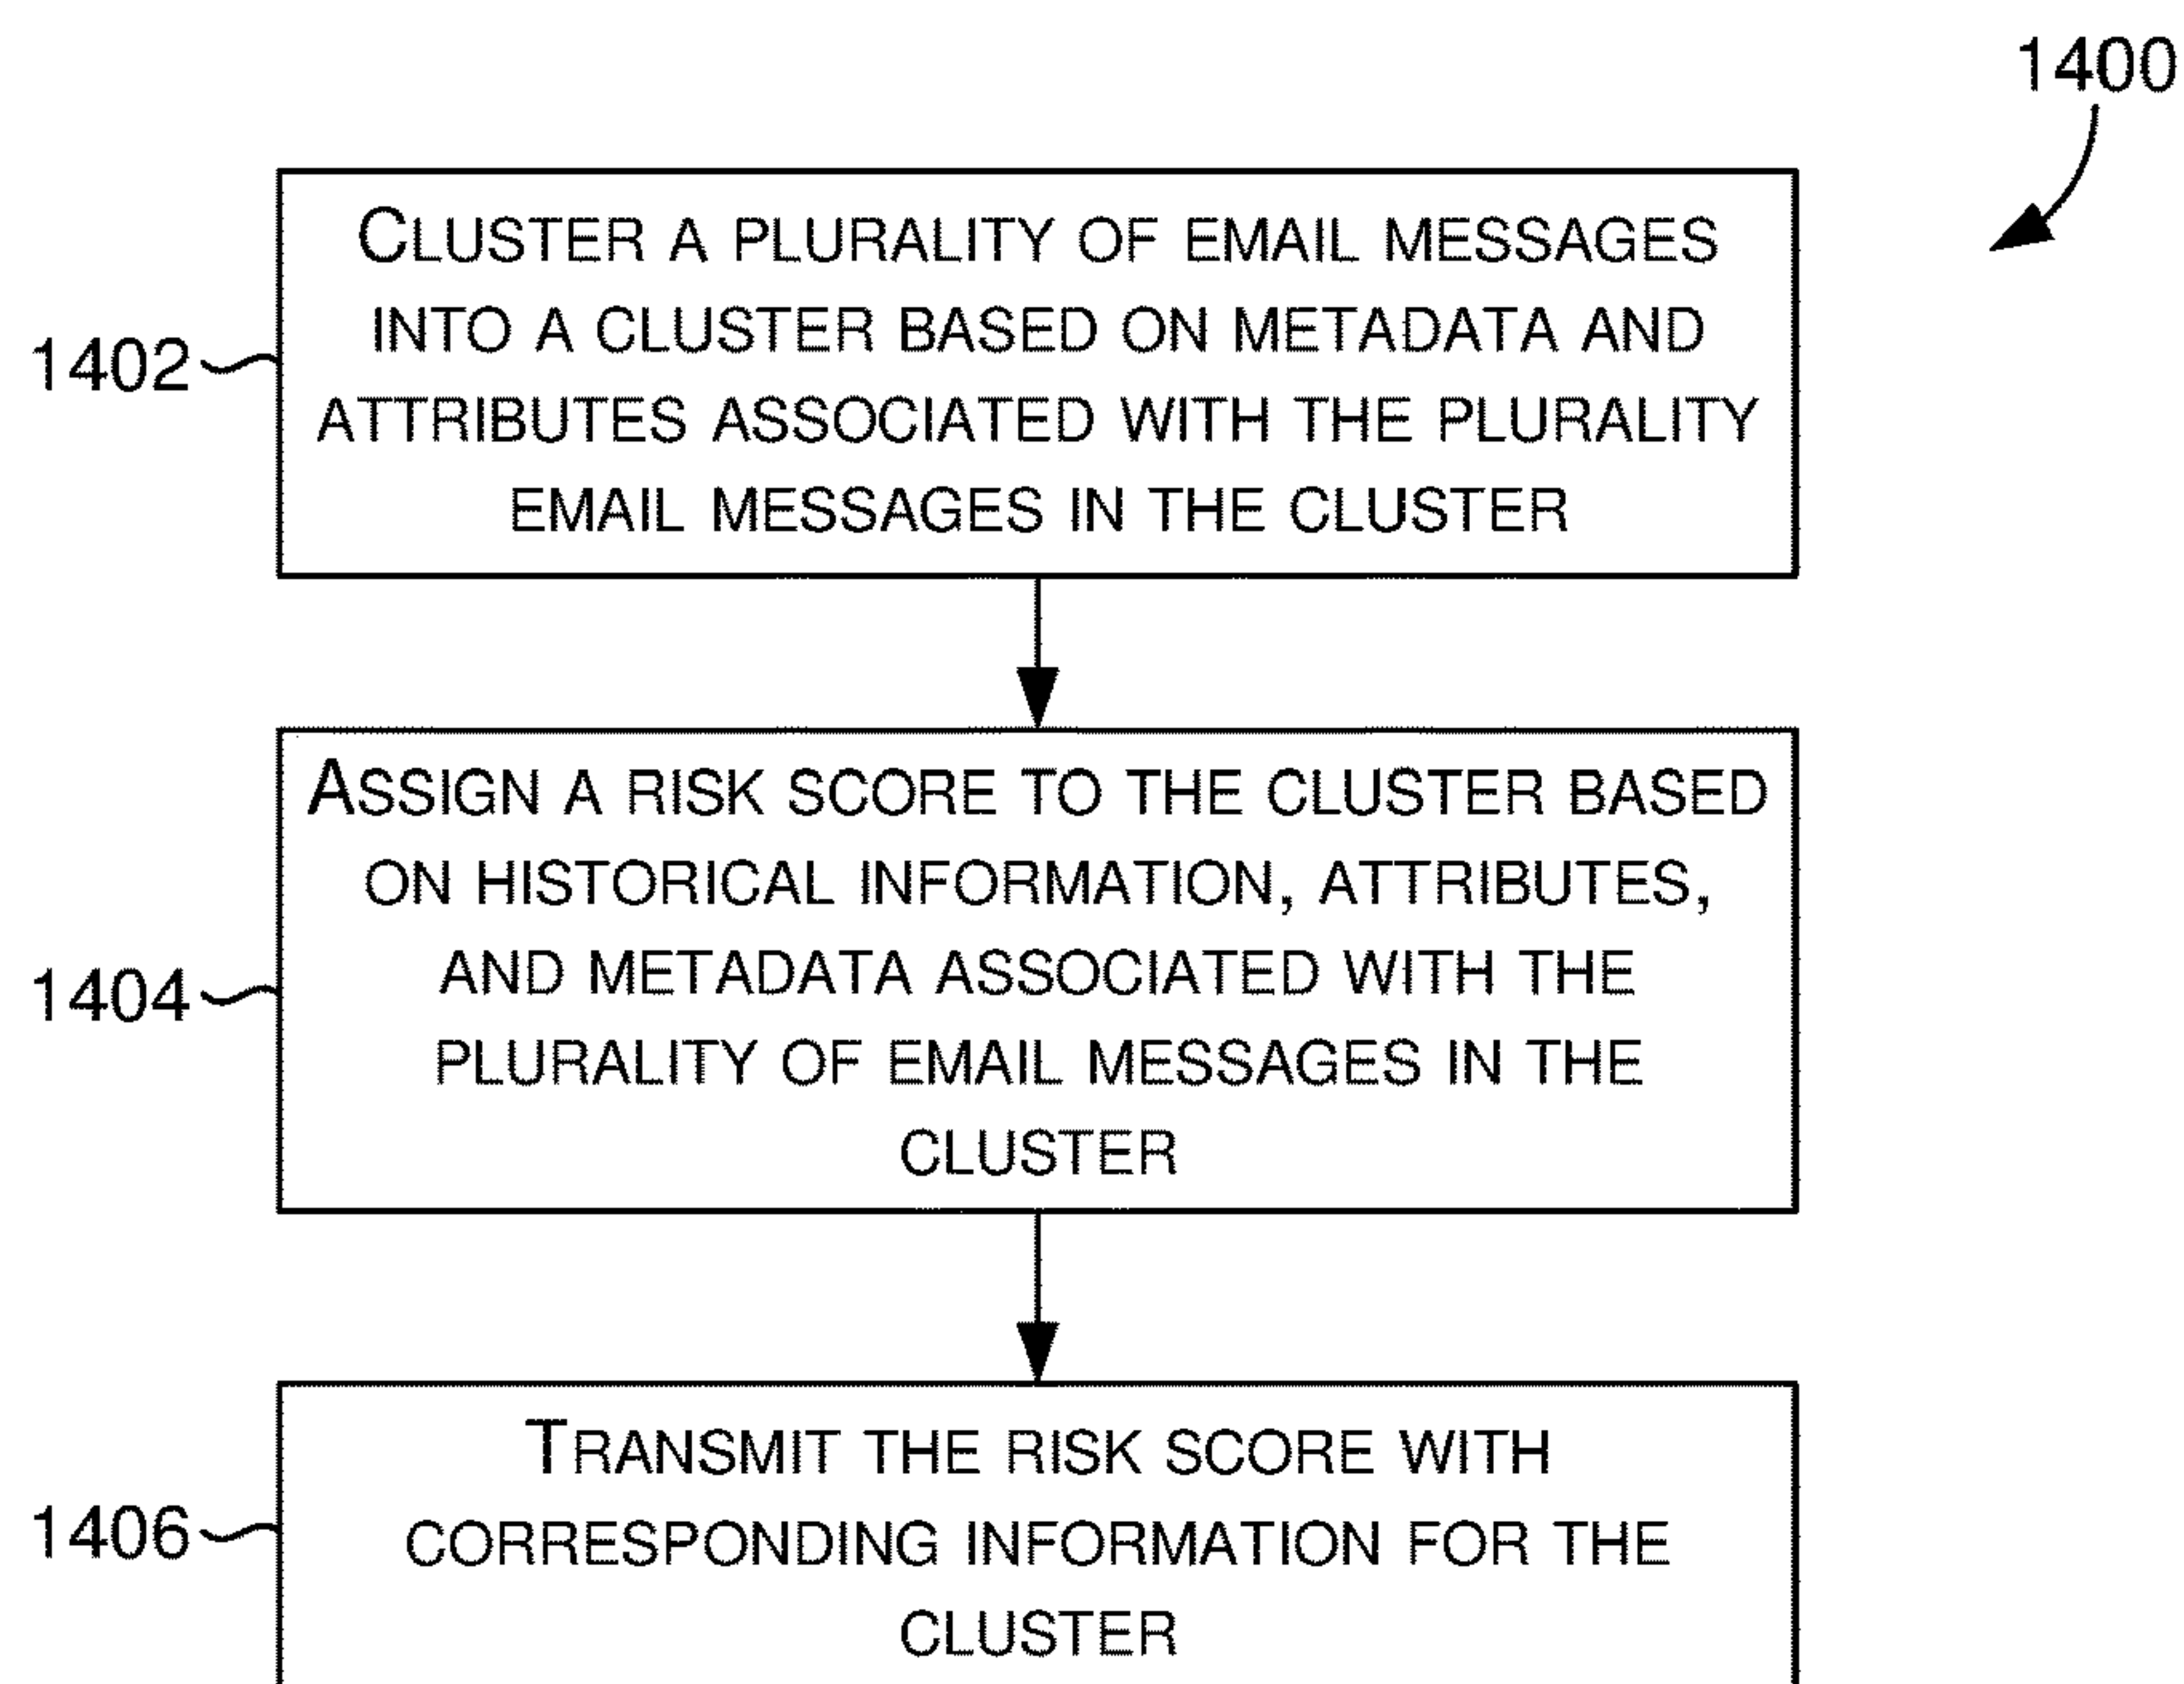 1400
CLUSTER A PLURALITY OF EMAIL MESSAGES
INTO A CLUSTER BASED ON METADATA AND
1402
ATTRIBUTES ASSOCIATED WITH THE PLURALITY
EMAIL MESSAGES IN THE CLUSTER
ASSIGN A RISK SCORE TO THE CLUSTER BASED
ON HISTORICAL INFORMATION, ATTRIBUTES,
AND METADATA ASSOCIATED WITH THE
1404
PLURALITY OF EMAIL MESSAGES IN THE
CLUSTER
TRANSMIT THE RISK SCORE WITH
1406
CORRESPONDING INFORMATION FOR THE
CLUSTER